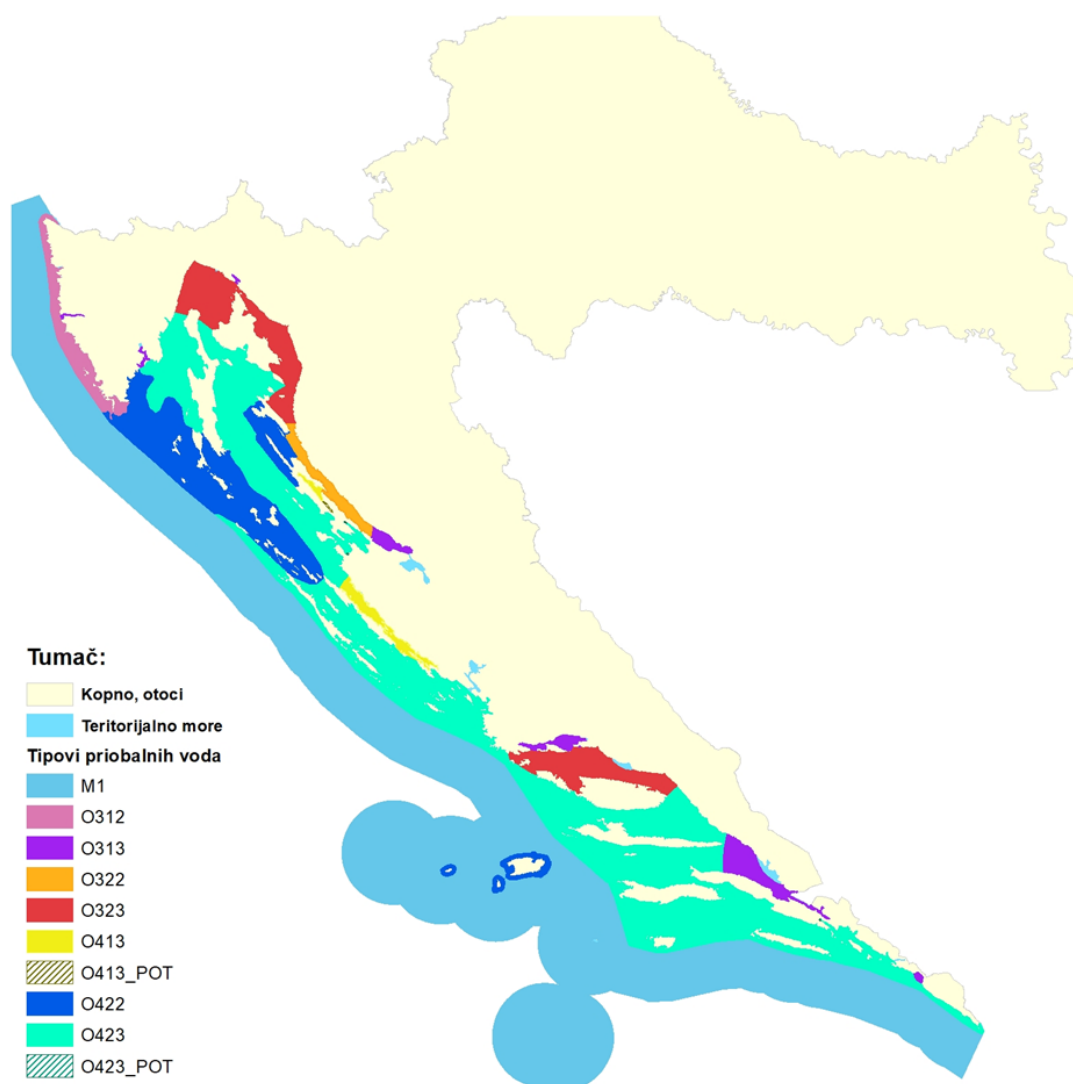 Tumač:
Kopno, otoci
Teritorijalno more
Tipovi priobalnih voda
M1
O312
O313
O322
O323
O413
O413_POT
O422
O423
O423_POT